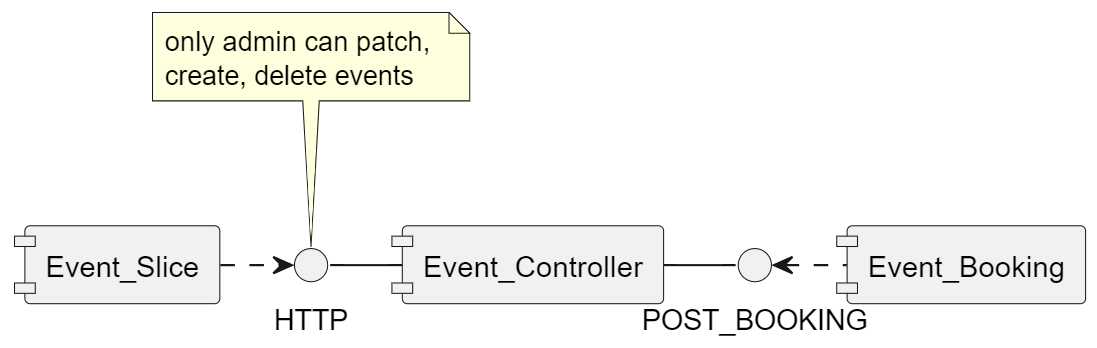 only admin can patch,
create, delete events
Event_Slice
Event_Controller
Event_Booking
HTTP
POST_BOOKING